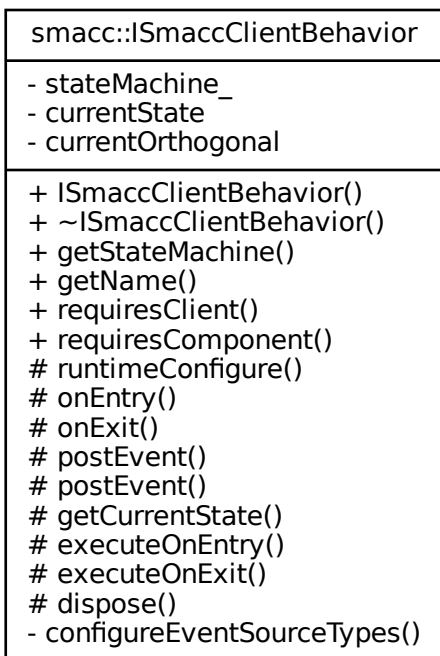 smacc::ISmaccClientBehavior
- stateMachine_
- currentState
- currentOrthogonal
+ ISmaccClientBehavior()
+ ~ISmaccClientBehavior()
+ getStateMachine()
+ getName()
+ requiresClient()
+ requiresComponent()
# runtimeConfigure()
# onEntry()
# onExit()
# postEvent()
# postEvent()
# getCurrentState()
# executeOnEntry()
# executeOnExit()
# dispose()
- configureEventSourceTypes()